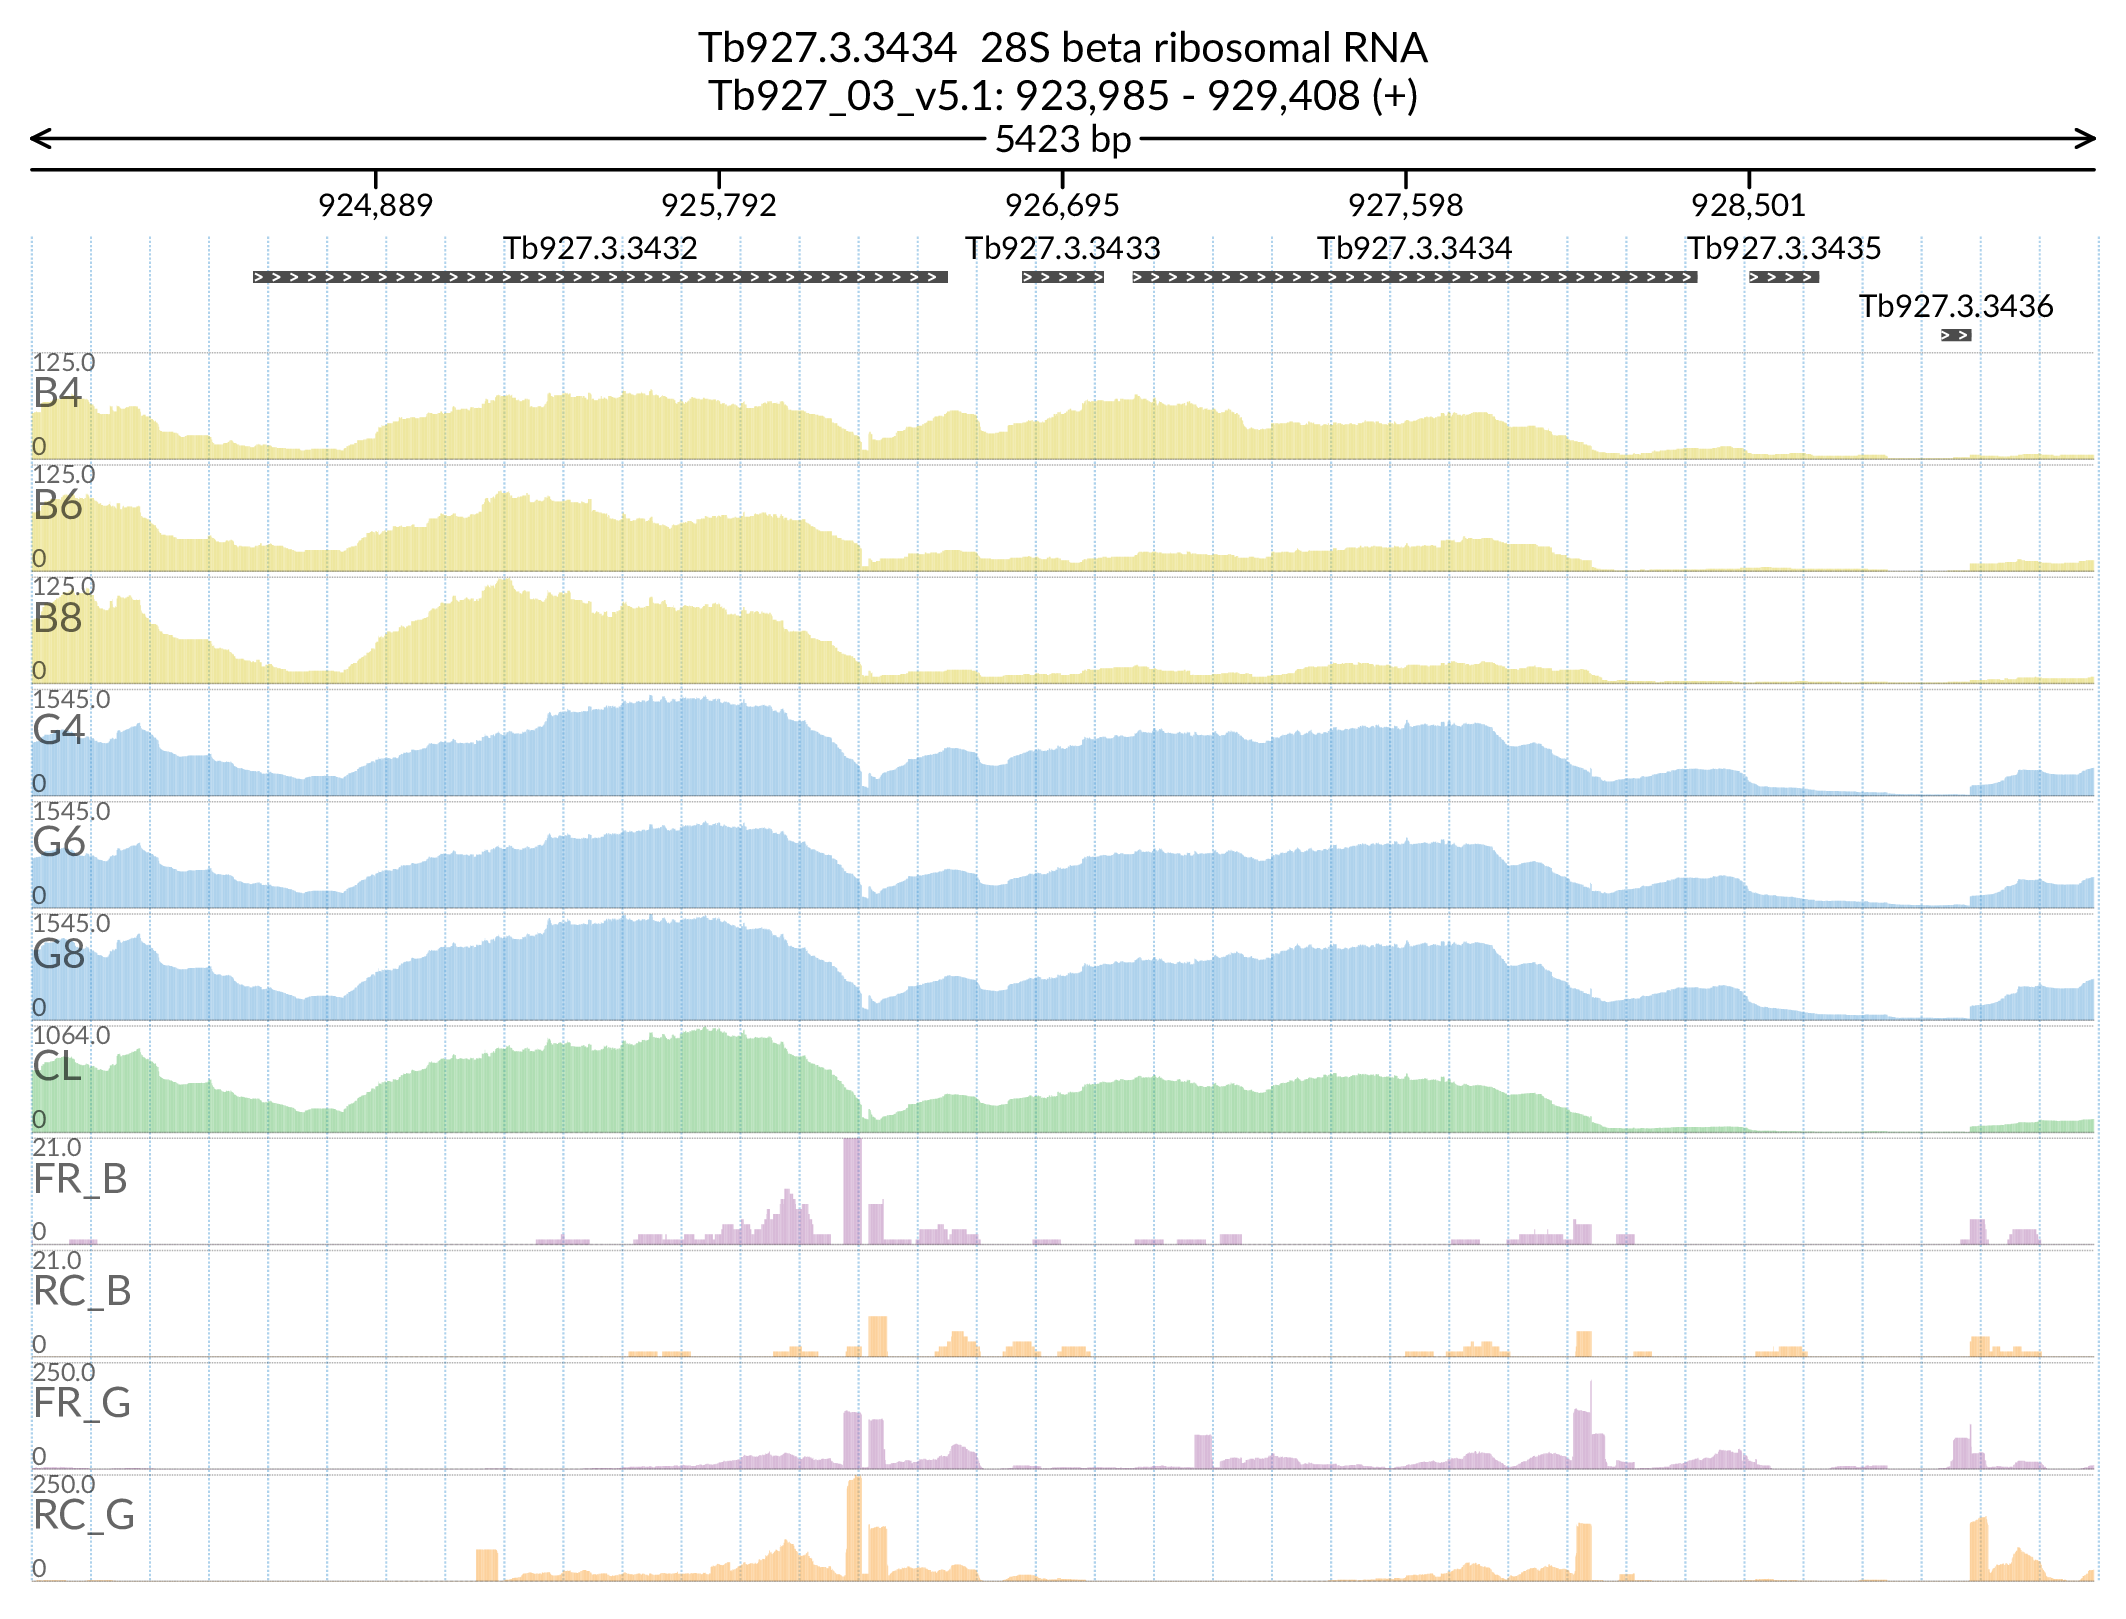 Tb927.3.3434  28S beta ribosomal RNA
Tb927_03_v5.1: 923,985 - 929,408 (+)
5423 bp
924,889 925,792 926,695 927,598 928,501
Tb927.3.3432 Tb927.3.3433 Tb927.3.3434 Tb927.3.3435
Tb927.3.3436
125.0
B4
0
125.0
B6
0
125.0
B8
0
1545.0
G4
0
1545.0
G6
0
1545.0
G8
0
1064.0
CL
0
21.0
FR_B
0
21.0
RC_B
0
250.0
FR_G
0
250.0
RC_G
0